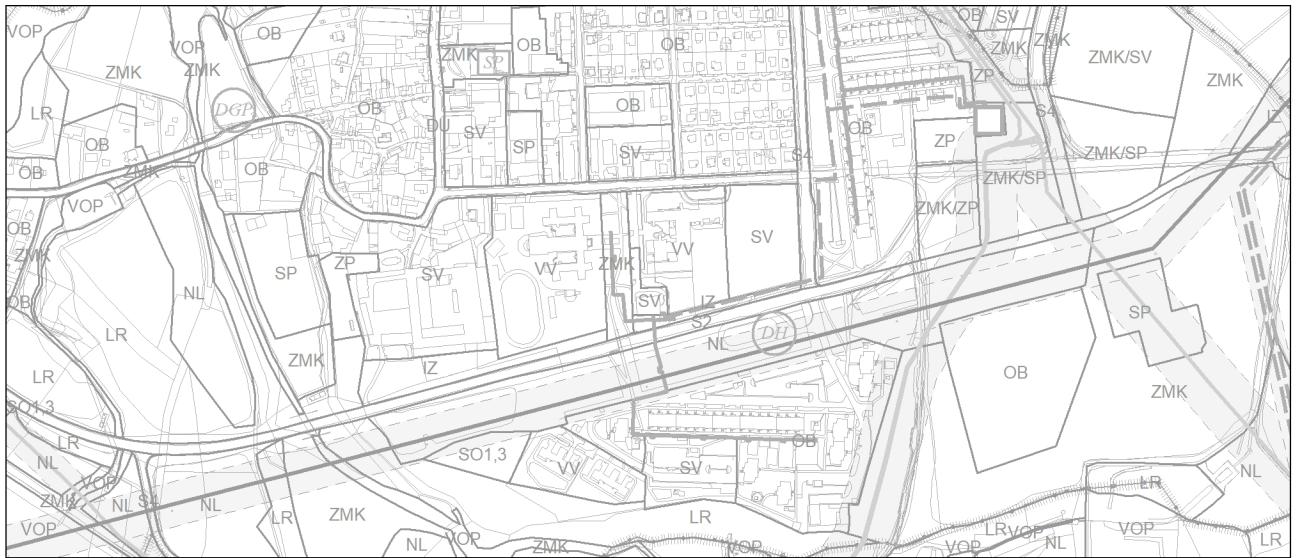 OB
SV
VOP
VOP
OB
ZMK
OB
OB
ZMK
ZMK
ZMK
ZMK
SP
ZMK/SV
ZMK
ZMK
ZP
ZMK
LR
DGP
OB
OB
S4
DU
SV
OB
OB
ZP
OB
SP
SV
S4
ZMK/SP
OB
ZMK
OB
ZMK/SP
VOP
ZMK/ZP
OB
SV
VV
ZMK
ZP
SV
VV
ZMK
SP
NL
OB
SV
IZ
SP
S2
DH
LR
NL
ZMK
IZ
OB
LR
ZMK
SO1,3
LR
OB
SO1,3
NL
VV
SV
NL
VOP
LR
ZMK
NL
S4
NL
LR
ZMK
LR
VOP
LR
VOP
VOP
NL
VOP
ZMK
VOP
VOP
NL
LR